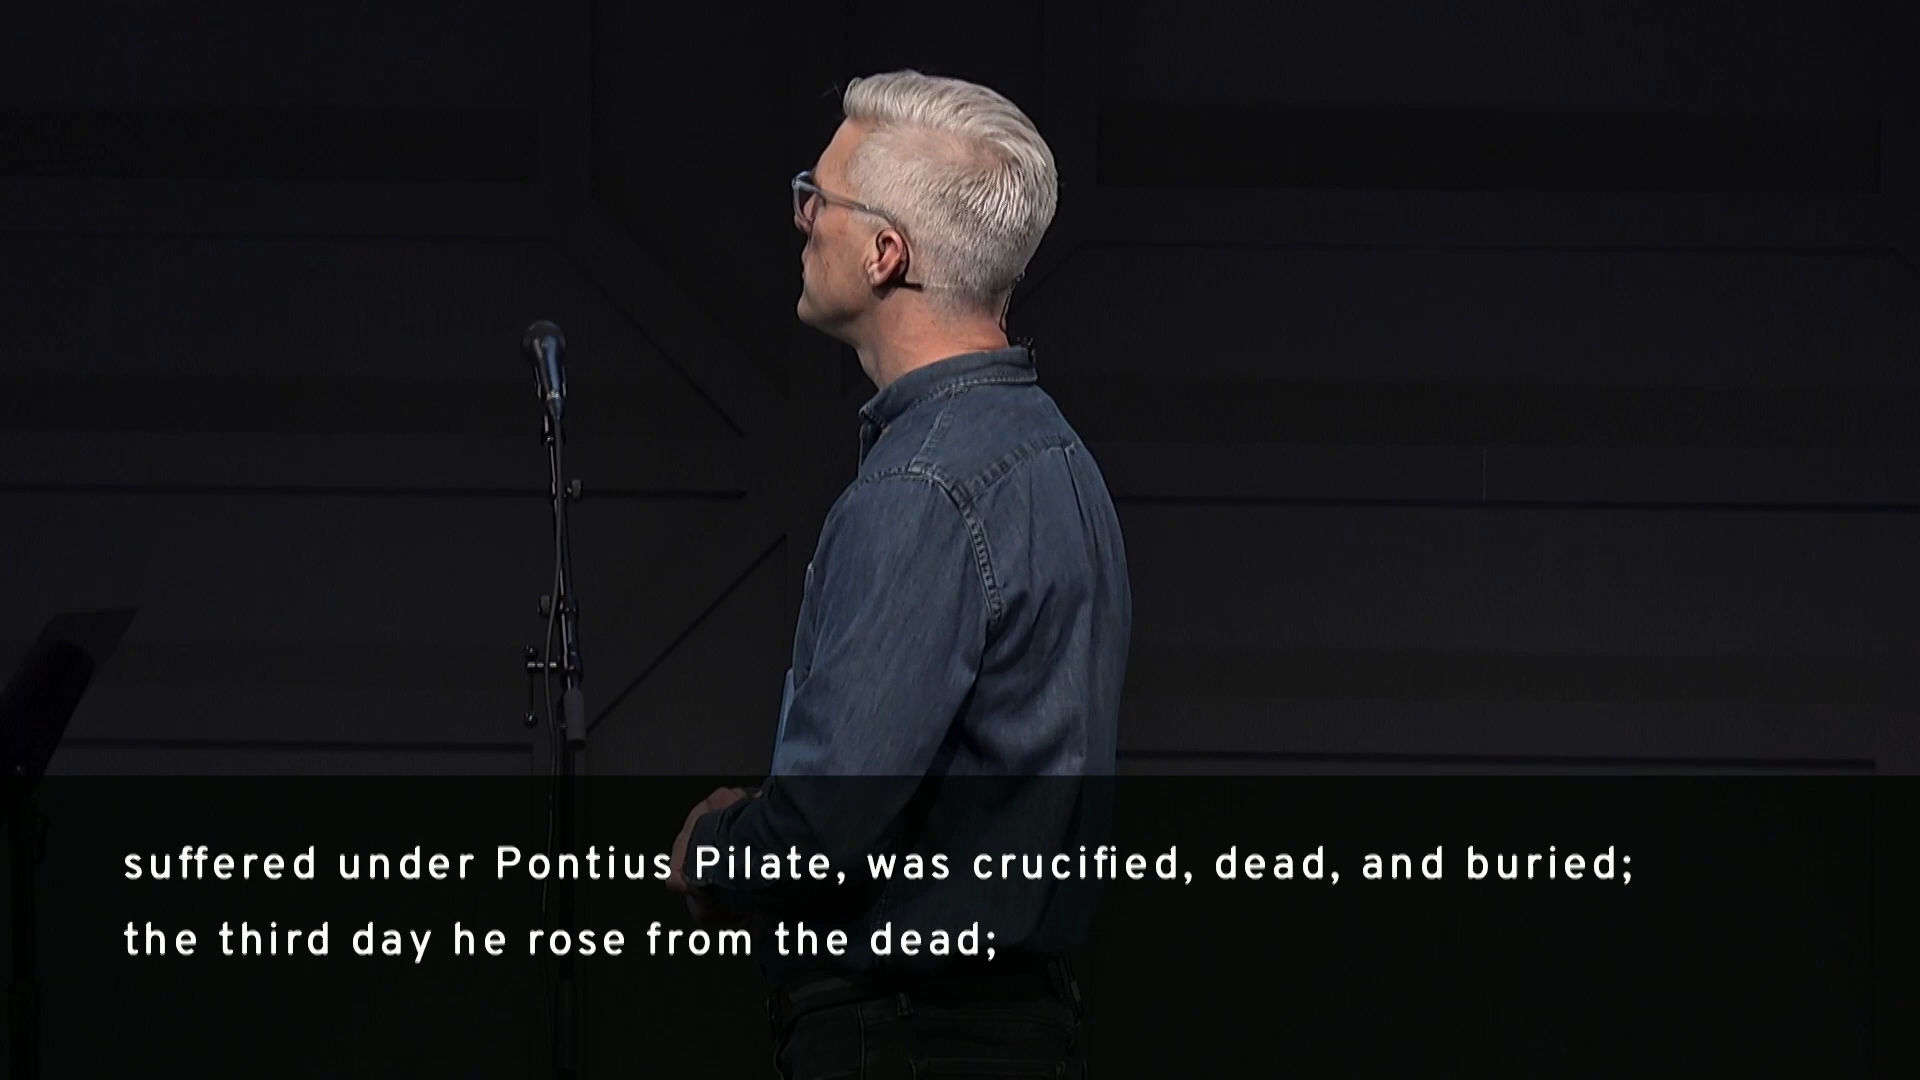 suffered under Pontius Pilate, was crucified, dead, and buried;
the third day he rose from the dead;